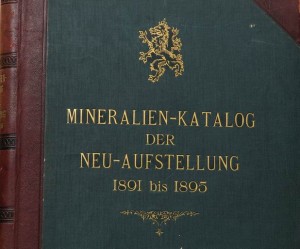 MINERALIEN-KATALOG
DER
NEU-AUFSTELLUNG
1891 bis 1895